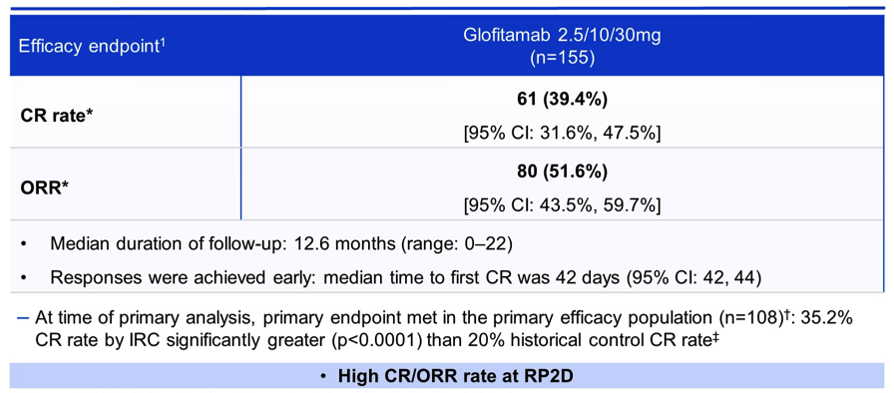 Efficacy endpoint¹
Glofitamab 2.5/10/30mg
(n=155)
CR rate*
61 (39.4%)
[95% CI: 31.6%, 47.5%]
ORR*
80 (51.6%)
[95% CI: 43.5%, 59.7%]
• Median duration of follow-up: 12.6 months (range: 0–22)
• Responses were achieved early: median time to first CR was 42 days (95% CI: 42, 44)
– At time of primary analysis, primary endpoint met in the primary efficacy population (n=108)†: 35.2%
CR rate by IRC significantly greater (p<0.0001) than 20% historical control CR rate‡
• High CR/ORR rate at RP2D